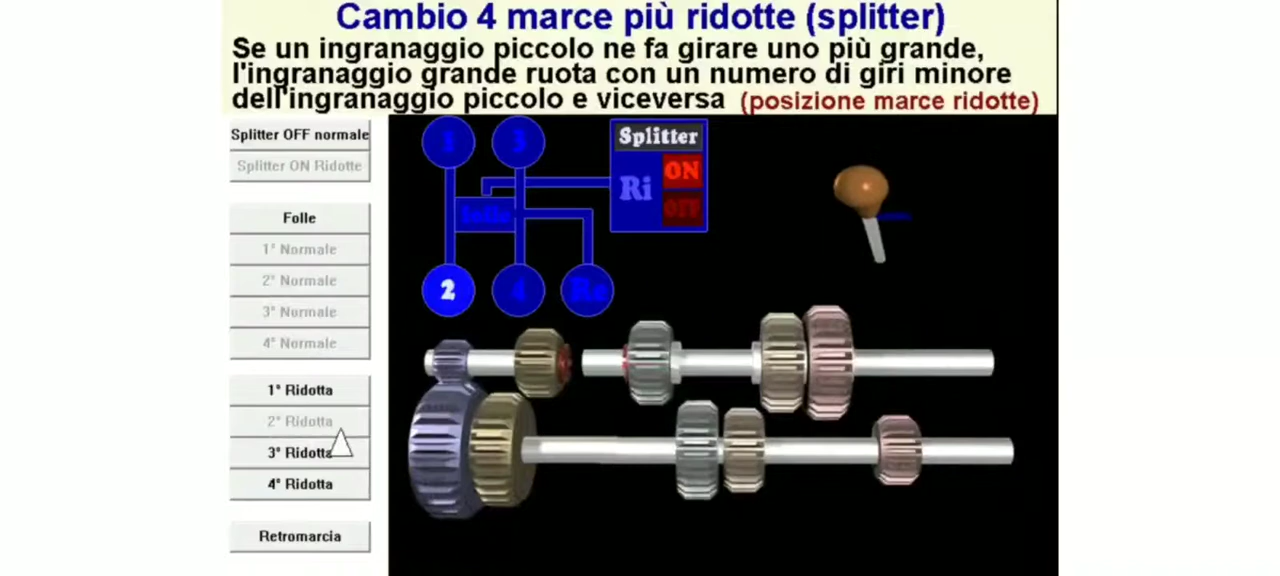 Cambio 4 marce più ridotte (splitter)
Se un ingranaggio piccolo ne fa girare uno più grande,
l'ingranaggio grande ruota con un numero di giri minore
dell'ingranaggio piccolo e viceversa (posizione marce ridotte)
Splitter OFF normale
Splitter ON Ridotte
Folle
1° Normale
2° Normale
3° Normale
4° Normale
1° Ridotta
2° Ridotta
3° Ridotta
4° Ridotta
Retromarcia
1 3
Splitter
Ri ON
OFF
folle
2 4 Re